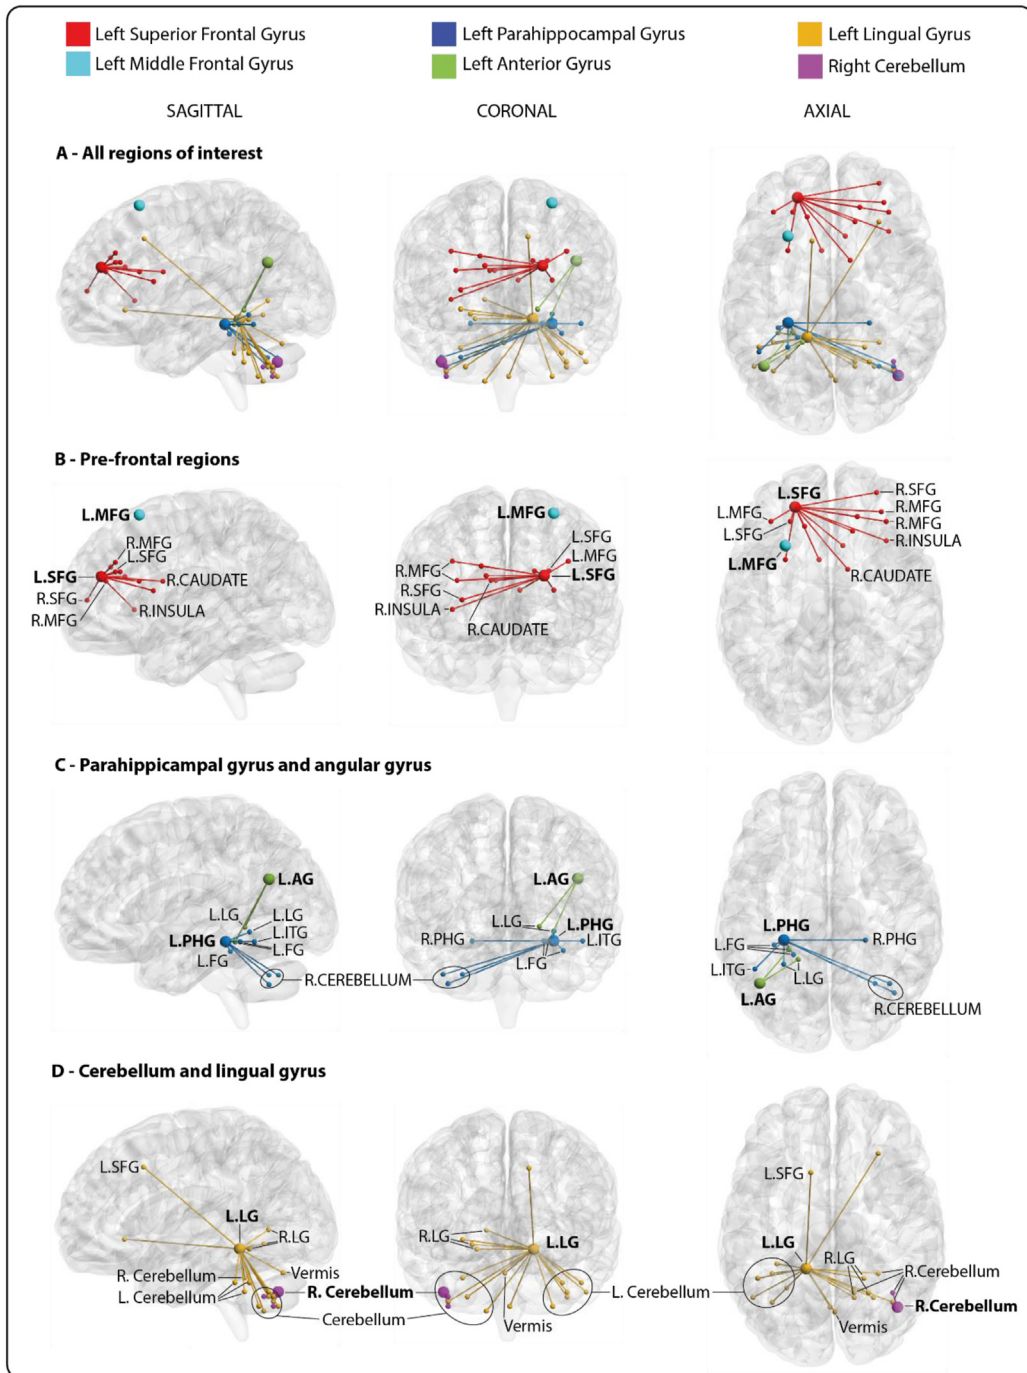 Left Superior Frontal Gyrus
Left Parahippocampal Gyrus
Left Lingual Gyrus
Left Middle Frontal Gyrus
Left Anterior Gyrus
Right Cerebellum
SAGITTAL
CORONAL
AXIAL
A - All regions of interest
B - Pre-frontal regions
L.MFG
R.MFG
L.SFG
L.SFG
R.SFG
R.MFG
R.CAUDATE
R.INSULA
L.MFG
L.SFG
L.MFG
L.SFG
R.MFG
R.SFG
R.INSULA
R.CAUDATE
L.SFG
L.MFG
L.SFG
L.MFG
R.SFG
R.MFG
R.MFG
R.INSULA
R.CAUDATE
C - Parahippicampal gyrus and angular gyrus
L.AG
L.LG
L.LG
L.ITG
L.PHG
L.FG
L.FG
R.CEREBELLUM
L.AG
L.LG
L.PHG
R.PHG
L.ITG
L.FG
L.PHG
L.FG
R.PHG
L.ITG
L.LG
L.AG
R.CEREBELLUM
D - Cerebellum and lingual gyrus
L.SFG
L.LG
R.LG
R. Cerebellum
Vermis
L. Cerebellum
R. Cerebellum
Cerebellum
R.LG
L.LG
L. Cerebellum
Vermis
L.SFG
L.LG
R.LG
R.Cerebellum
R.Cerebellum
Vermis